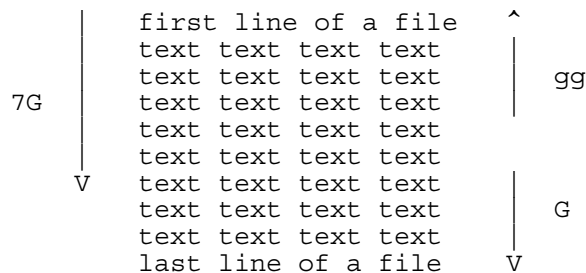 | first line of a file ^
| text text text text |
| text text text text | gg
7G | text text text text |
| text text text text
| text text text text
V text text text text |
text text text text | G
text text text text |
last line of a file V